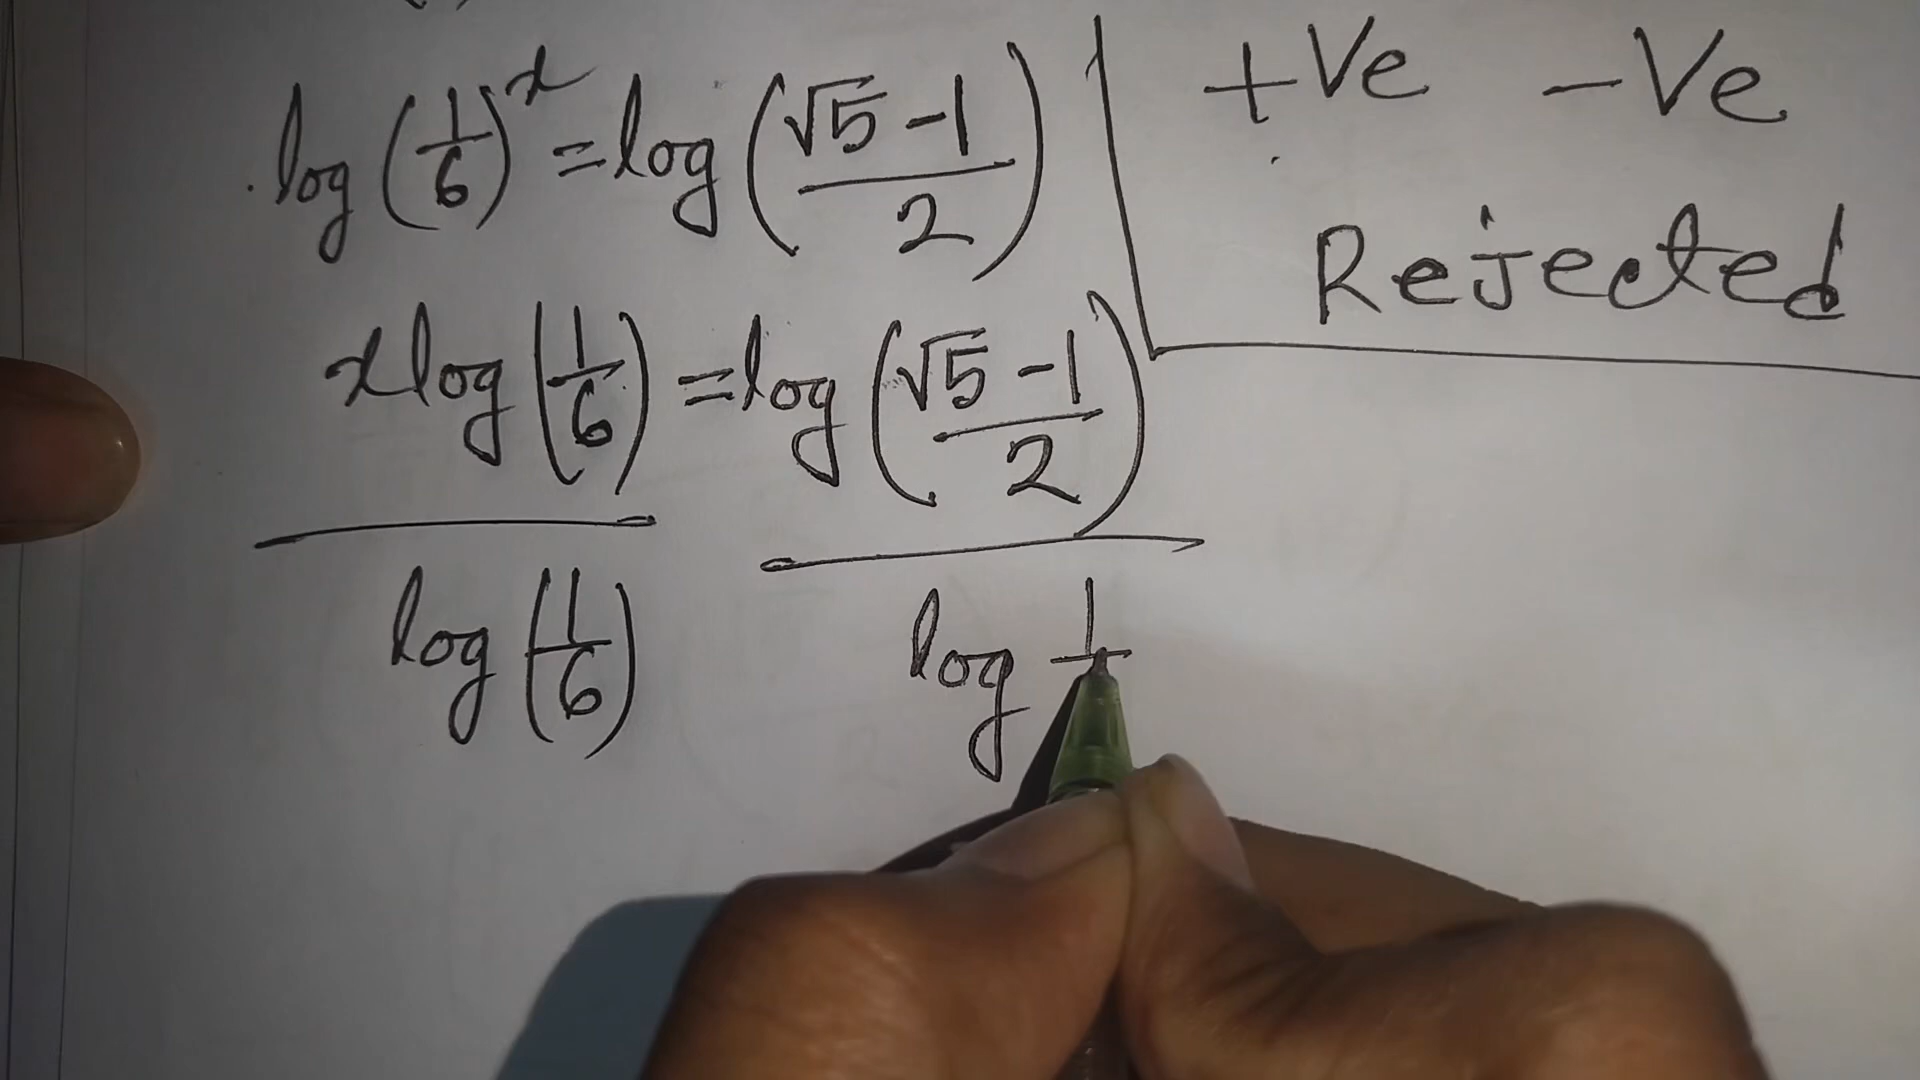 log(1/6)^x = log((√5 - 1)/2)
+Ve -Ve
Rejected
x log(1/6) = log((√5 - 1)/2)
log(1/6) log 1